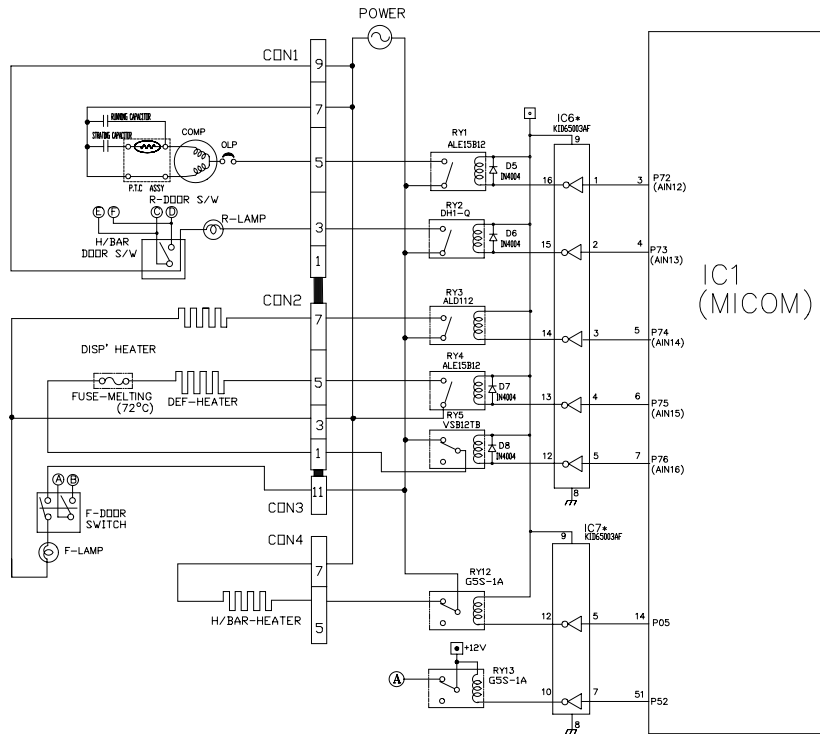 POWER
CON1
9
7
5
3
1
RUNNING CAPACITOR
STRATING CAPACITOR
COMP
OLP
P.T.C ASSY
R-DOOR S/W
E F C D
R-LAMP
H/BAR
DOOR S/W
CON2
7
5
3
1
DISP' HEATER
FUSE-MELTING
(72°C)
DEF-HEATER
A B
F-DOOR
SWITCH
F-LAMP
11
CON3
CON4
7
5
H/BAR-HEATER
RY1
ALE15B12
D5
IN4004
RY2
DH1-Q
D6
IN4004
RY3
ALD112
RY4
ALE15B12
D7
IN4004
RY5
VSB12TB
D8
IN4004
IC6*
KID65003AF
9
16 1 3 P72
(AIN12)
15 2 4 P73
(AIN13)
14 3 5 P74
(AIN14)
13 4 6 P75
(AIN15)
12 5 7 P76
(AIN16)
8
IC1
(MICOM)
IC7*
KID65003AF
9
RY12
G5S-1A
12 5 14 P05
+12V
A
RY13
G5S-1A
10 7 51 P52
8